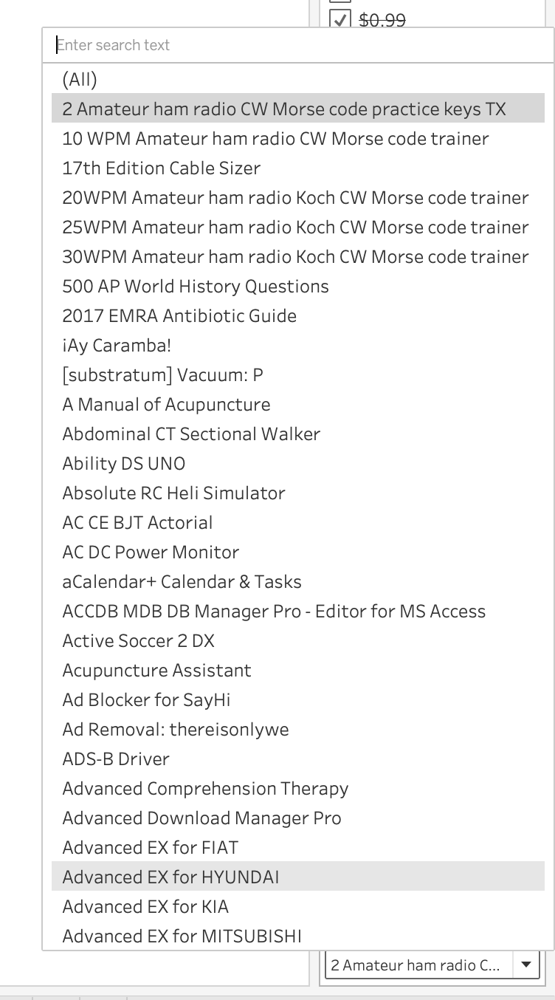 $0.99
Enter search text
(All)
2 Amateur ham radio CW Morse code practice keys TX
10 WPM Amateur ham radio CW Morse code trainer
17th Edition Cable Sizer
20WPM Amateur ham radio Koch CW Morse code trainer
25WPM Amateur ham radio Koch CW Morse code trainer
30WPM Amateur ham radio Koch CW Morse code trainer
500 AP World History Questions
2017 EMRA Antibiotic Guide
¡Ay Caramba!
[substratum] Vacuum: P
A Manual of Acupuncture
Abdominal CT Sectional Walker
Ability DS UNO
Absolute RC Heli Simulator
AC CE BJT Actorial
AC DC Power Monitor
aCalendar+ Calendar & Tasks
ACCDB MDB DB Manager Pro - Editor for MS Access
Active Soccer 2 DX
Acupuncture Assistant
Ad Blocker for SayHi
Ad Removal: thereisonlywe
ADS-B Driver
Advanced Comprehension Therapy
Advanced Download Manager Pro
Advanced EX for FIAT
Advanced EX for HYUNDAI
Advanced EX for KIA
Advanced EX for MITSUBISHI
2 Amateur ham radio C...